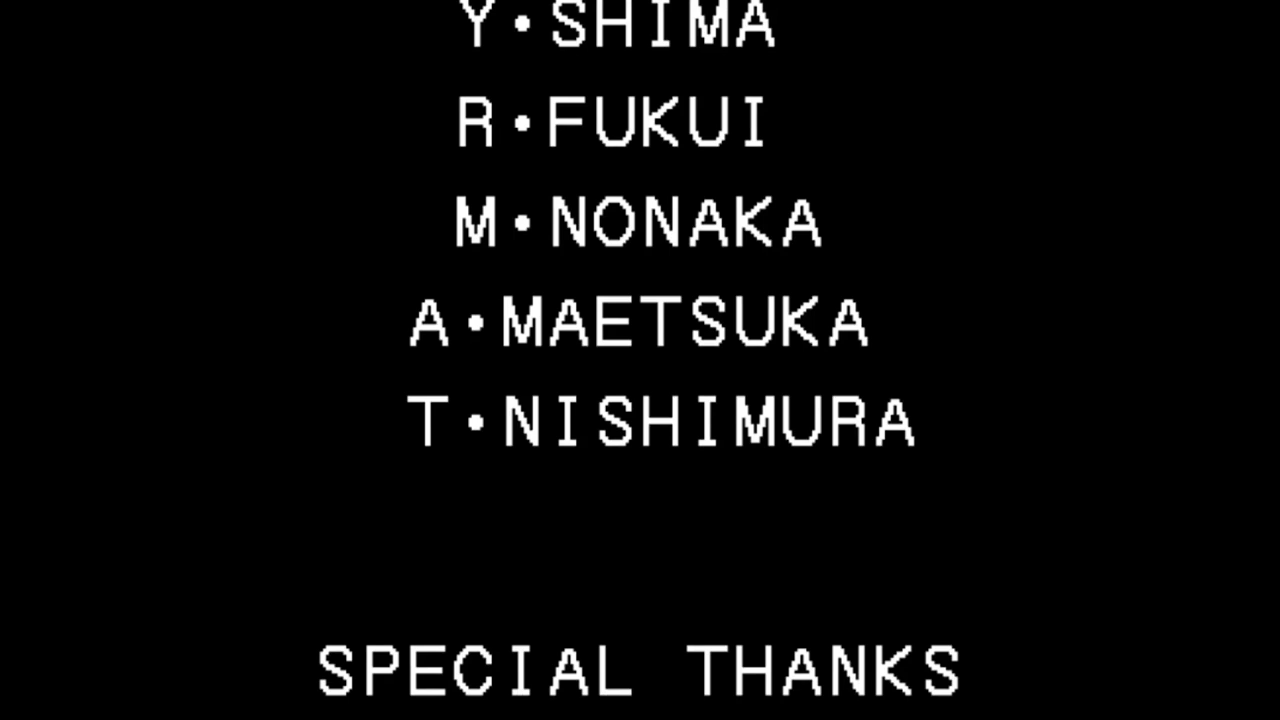 Y・SHIMA
R・FUKUI
M・NONAKA
A・MAETSUKA
T・NISHIMURA
SPECIAL THANKS